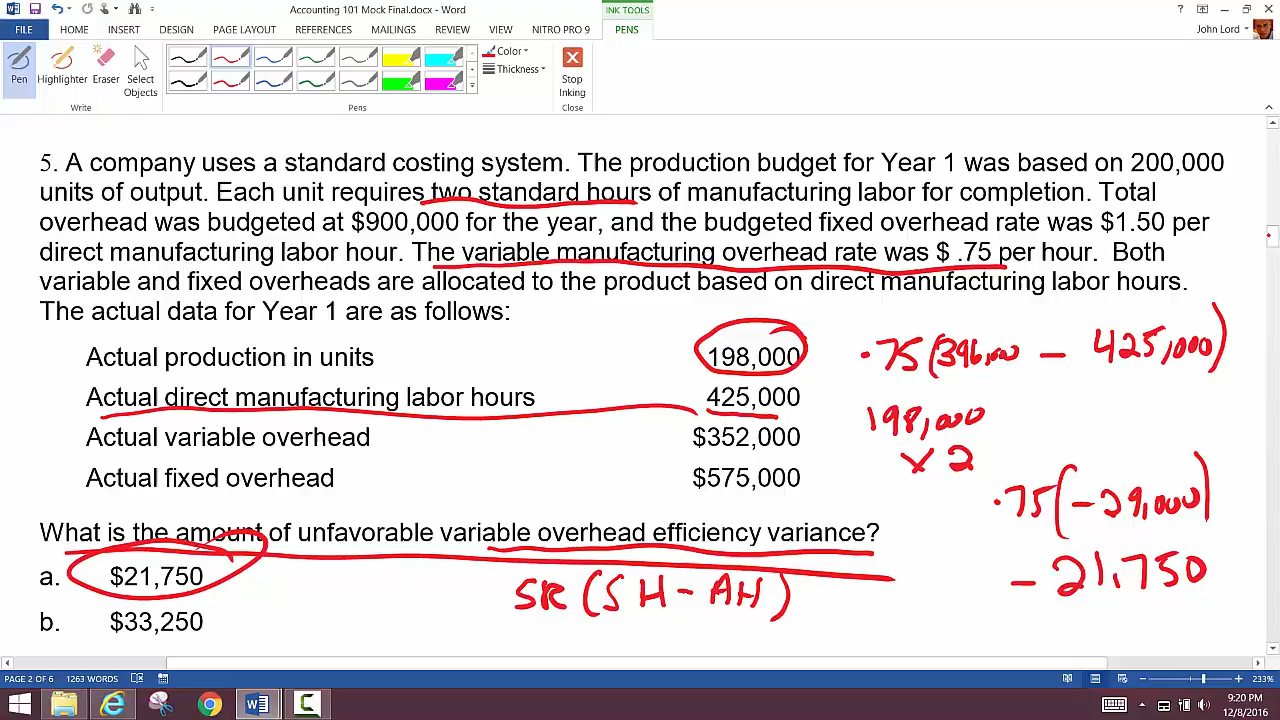 Accounting 101 Mock Final.docx - Word
INK TOOLS
FILE HOME INSERT DESIGN PAGE LAYOUT REFERENCES MAILINGS REVIEW VIEW NITRO PRO 9 PENS
John Lord
Pen Highlighter Eraser Select Objects
Color
Thickness
Stop Inking
Write Pens Close
5. A company uses a standard costing system. The production budget for Year 1 was based on 200,000
units of output. Each unit requires two standard hours of manufacturing labor for completion. Total
overhead was budgeted at $900,000 for the year, and the budgeted fixed overhead rate was $1.50 per
direct manufacturing labor hour. The variable manufacturing overhead rate was $ .75 per hour. Both
variable and fixed overheads are allocated to the product based on direct manufacturing labor hours.
The actual data for Year 1 are as follows:
Actual production in units 198,000
.75(396,000 - 425,000)
Actual direct manufacturing labor hours 425,000
198,000
Actual variable overhead $352,000
x 2
Actual fixed overhead $575,000
.75(-29,000)
What is the amount of unfavorable variable overhead efficiency variance?
a. $21,750
- 21,750
SR (SH - AH)
b. $33,250
PAGE 2 OF 6 1263 WORDS
233%
9:20 PM
12/8/2016